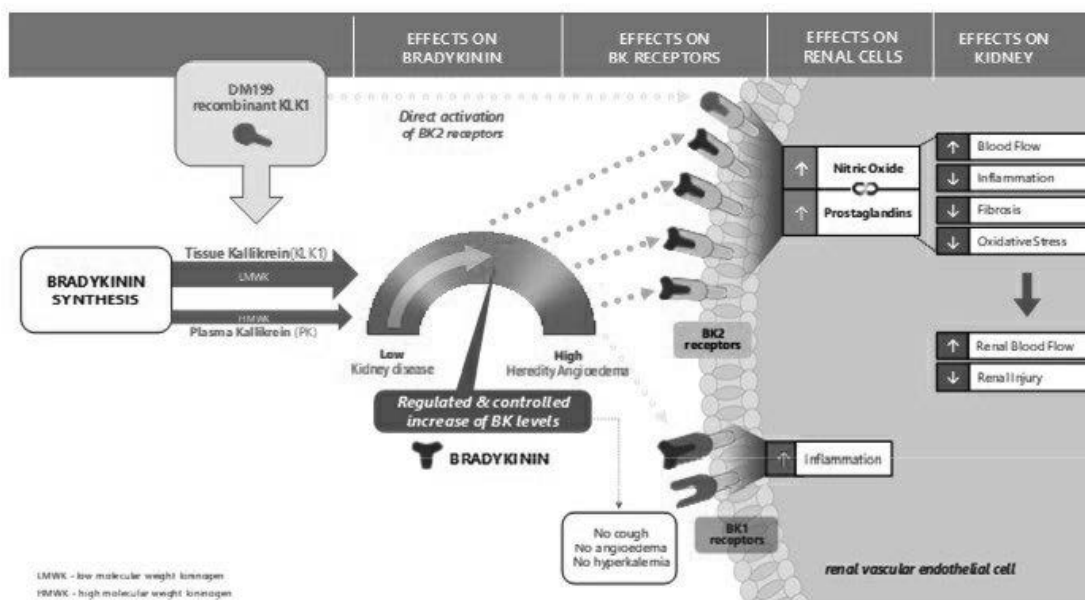 EFFECTS ON
BRADYKININ
EFFECTS ON
BK RECEPTORS
EFFECTS ON
RENAL CELLS
EFFECTS ON
KIDNEY
DM199
recombinant KLK1
Direct activation
of BK2 receptors
BRADYKININ
SYNTHESIS
Tissue Kallikrein(KLK1)
LMWK
HMWK
Plasma Kallikrein (PK)
Low
Kidney disease
High
Heredity Angioedema
Regulated & controlled
increase of BK levels
BRADYKININ
No cough
No angioedema
No hyperkalemia
BK2
receptors
BK1
receptors
↑ Nitric Oxide
↑ Prostaglandins
↑ Inflammation
↑ Blood Flow
↓ Inflammation
↓ Fibrosis
↓ Oxidative Stress
↑ Renal Blood Flow
↓ Renal Injury
renal vascular endothelial cell
LMWK - low molecular weight kininogen
HMWK - high molecular weight kininogen